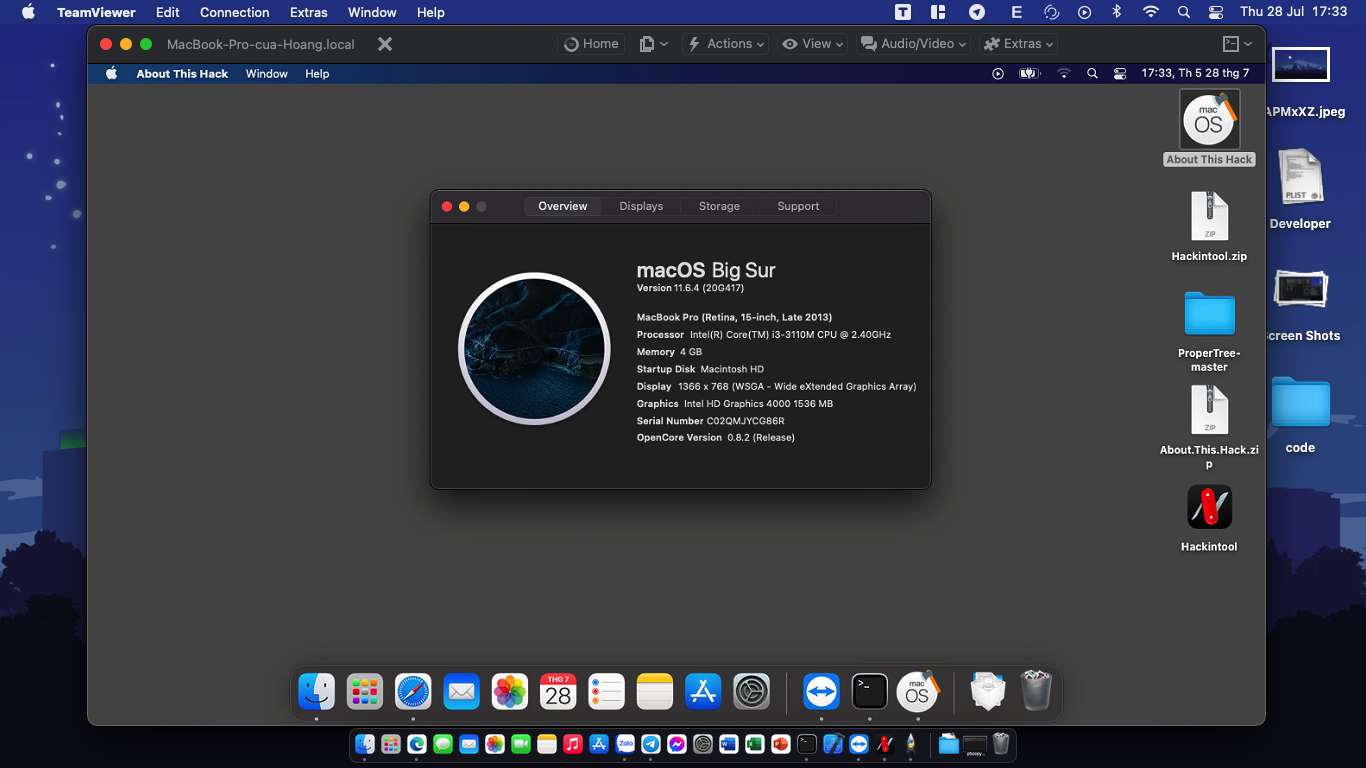 TeamViewer Edit Connection Extras Window Help
Thu 28 Jul 17:33
MacBook-Pro-cua-Hoang.local
Home
Actions
View
Audio/Video
Extras
About This Hack Window Help
17:33, Th 5 28 thg 7
Overview Displays Storage Support
macOS Big Sur
Version 11.6.4 (20G417)
MacBook Pro (Retina, 15-inch, Late 2013)
Processor Intel(R) Core(TM) i3-3110M CPU @ 2.40GHz
Memory 4 GB
Startup Disk Macintosh HD
Display 1366 x 768 (WSGA - Wide eXtended Graphics Array)
Graphics Intel HD Graphics 4000 1536 MB
Serial Number C02QMJYCG86R
OpenCore Version 0.8.2 (Release)
mac
OS
About This Hack
ZIP
Hackintool.zip
ProperTree-
master
ZIP
About.This.Hack.zi
p
Hackintool
APMxXZ.jpeg
PLIST
Developer
creen Shots
code
THG 7
28
mac
OS
Zalo